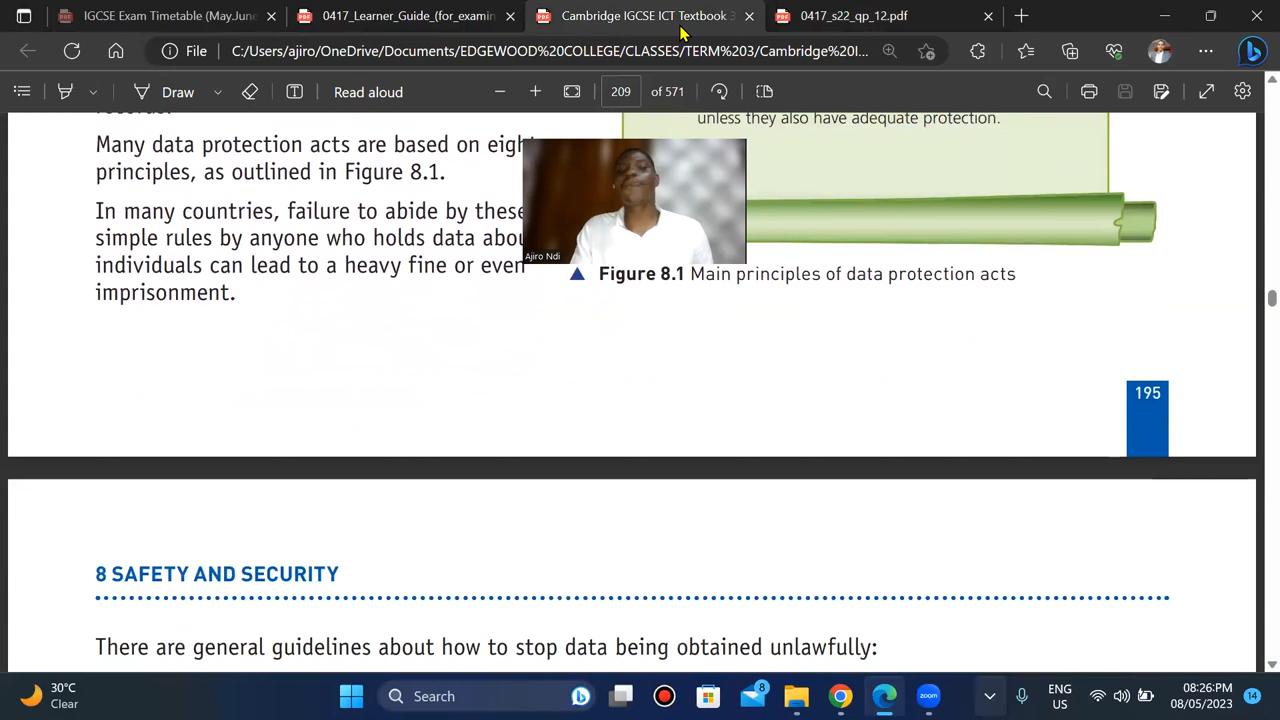 IGCSE Exam Timetable (May.June
0417_Learner_Guide_(for_examin
Cambridge IGCSE ICT Textbook 3
0417_s22_qp_12.pdf
File
C:/Users/ajiro/OneDrive/Documents/EDGEWOOD%20COLLEGE/CLASSES/TERM%203/Cambridge%20I...
Draw
Read aloud
209 of 571
unless they also have adequate protection.
Many data protection acts are based on eight
principles, as outlined in Figure 8.1.
In many countries, failure to abide by these
simple rules by anyone who holds data abou
individuals can lead to a heavy fine or even
imprisonment.
Ajiro Ndi
Figure 8.1 Main principles of data protection acts
195
8 SAFETY AND SECURITY
There are general guidelines about how to stop data being obtained unlawfully:
30°C
Clear
Search
8
ENG
US
08:26 PM
08/05/2023
14